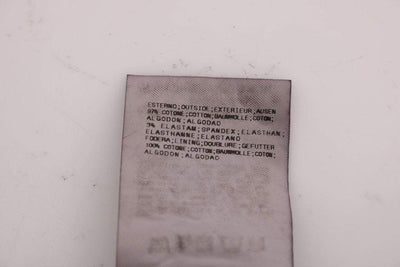 ESTERNO;OUTSIDE;EXTERIEUR;AUSEN
97% COTONE;COTTON;BAUMWOLLE;COTON;
ALGODON;ALGODAO
3% ELASTAM;SPANDEX;ELASTHAN;
ELASTHANNE;ELASTANO
FODERA;LINING;DOUBLURE;GEFUTTER
100% COTONE;COTTON;BAUMWOLLE;COTON;
ALGODON;ALGODAO